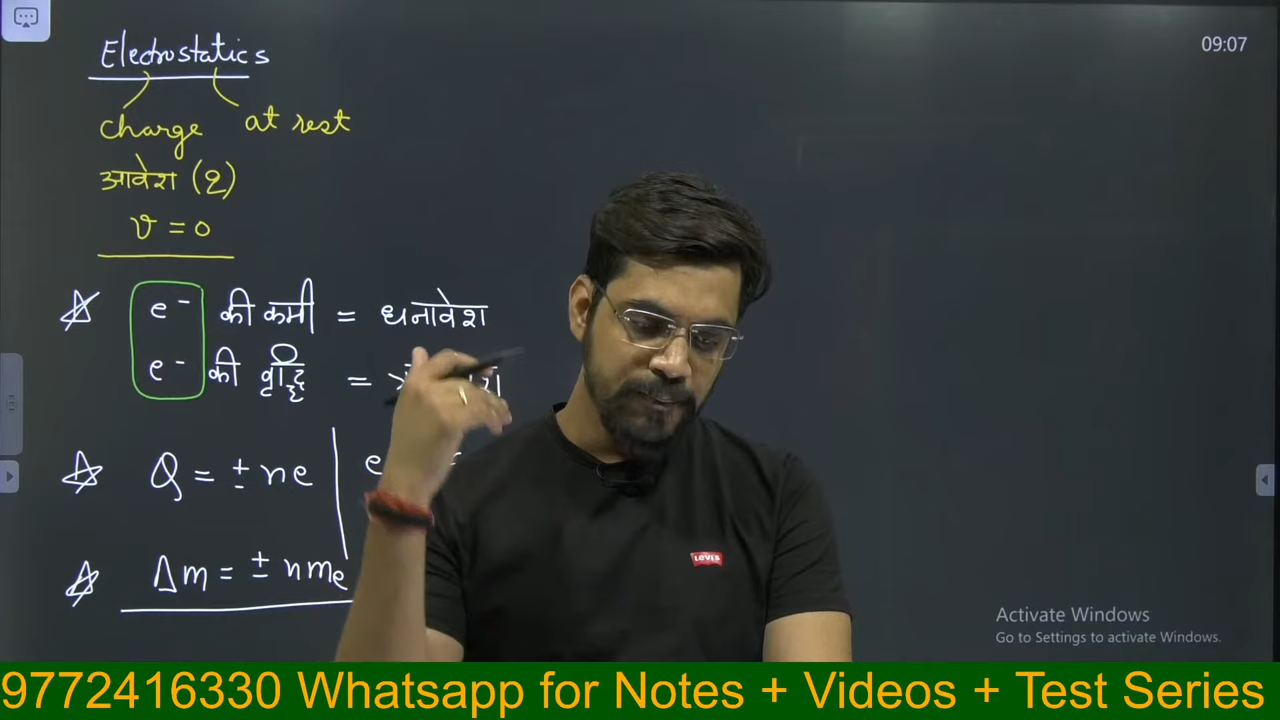 Electrostatics
09:07
charge at rest
आवेश (q)
v = 0
e⁻ की कमी = धनावेश
e⁻ की वृद्धि =
Q = ± ne
e
Δm = ± nmₑ
LEVI'S
Activate Windows
Go to Settings to activate Windows.
9772416330 Whatsapp for Notes + Videos + Test Series